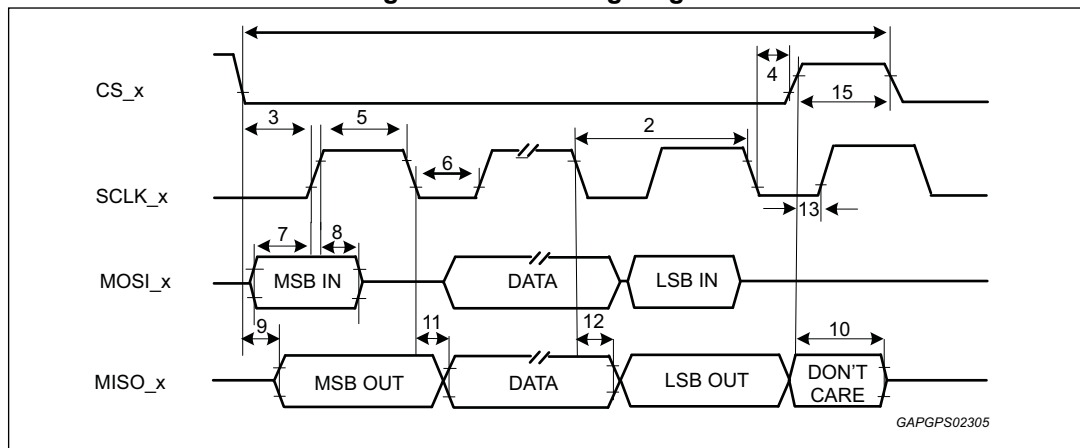 CS_x
4
15
3
5
2
6
SCLK_x
13
7
8
MOSI_x
MSB IN
DATA
LSB IN
9
11
12
10
MISO_x
MSB OUT
DATA
LSB OUT
DON'T
CARE
GAPGPS02305